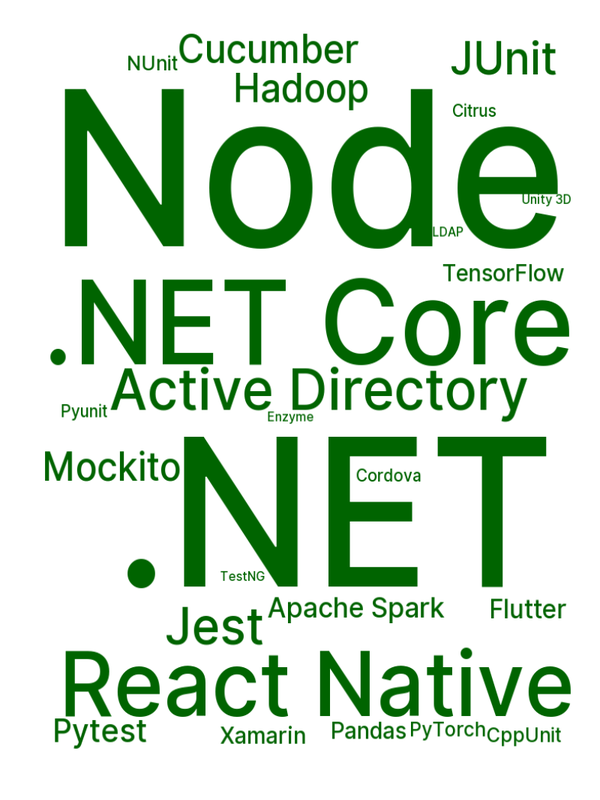 Cucumber
JUnit
NUnit
Hadoop
Citrus
Node
Unity 3D
LDAP
TensorFlow
.NET Core
Active Directory
Pyunit
Enzyme
Mockito
Cordova
.NET
TestNG
Apache Spark
Flutter
Jest
React Native
Pytest
Xamarin
Pandas
PyTorch
CppUnit